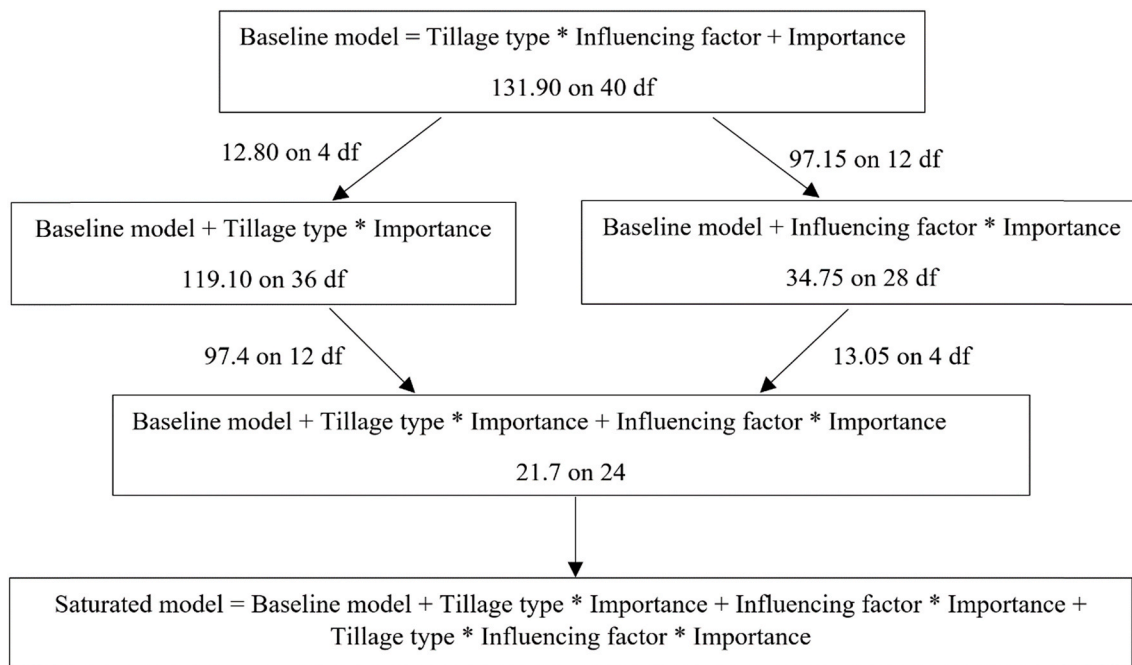 Baseline model = Tillage type * Influencing factor + Importance
131.90 on 40 df
12.80 on 4 df
97.15 on 12 df
Baseline model + Tillage type * Importance
119.10 on 36 df
Baseline model + Influencing factor * Importance
34.75 on 28 df
97.4 on 12 df
13.05 on 4 df
Baseline model + Tillage type * Importance + Influencing factor * Importance
21.7 on 24
Saturated model = Baseline model + Tillage type * Importance + Influencing factor * Importance +
Tillage type * Influencing factor * Importance